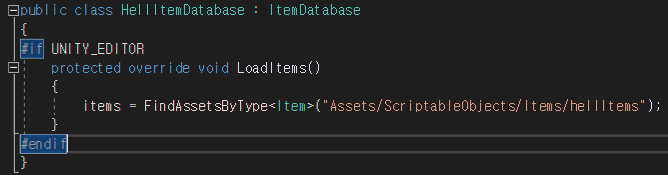 public class HellItemDatabase : ItemDatabase
{
#if UNITY_EDITOR
    protected override void LoadItems()
    {
        items = FindAssetsByType<Item>("Assets/ScriptableObjects/Items/hellItems");
    }
#endif
}